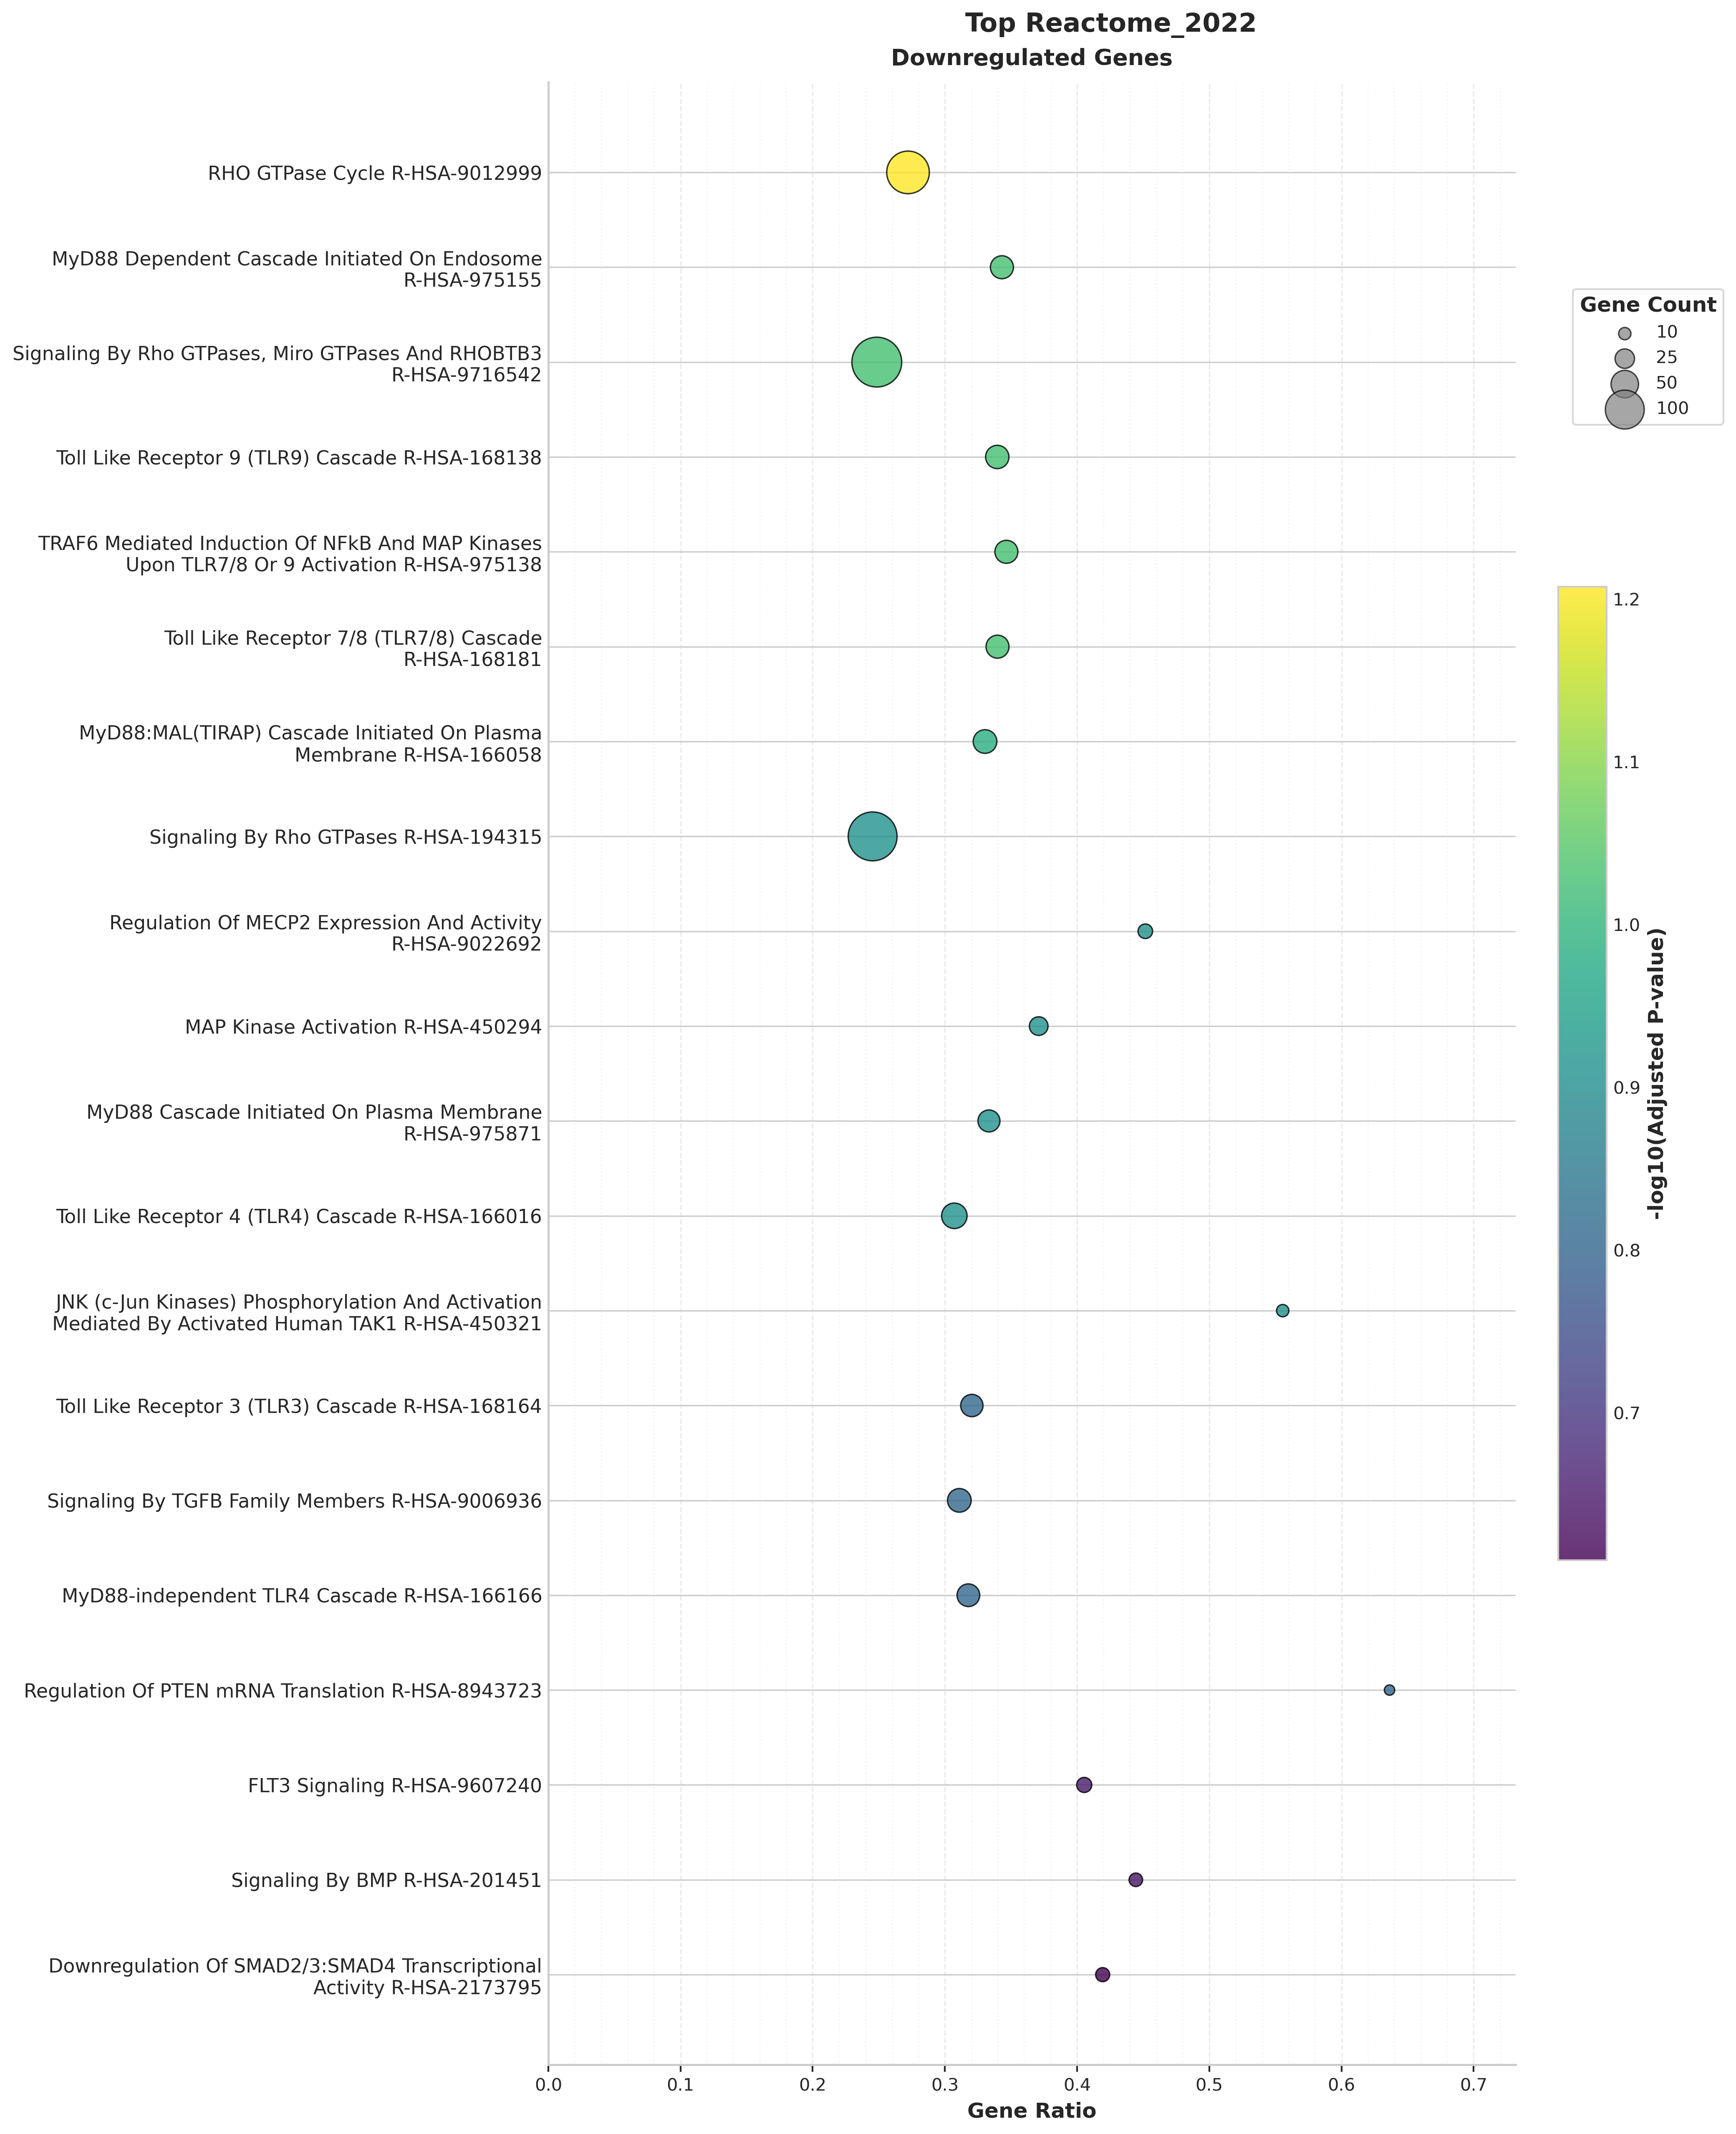 Top Reactome_2022
Downregulated Genes
RHO GTPase Cycle R-HSA-9012999
MyD88 Dependent Cascade Initiated On Endosome
R-HSA-975155
Signaling By Rho GTPases, Miro GTPases And RHOBTB3
R-HSA-9716542
Toll Like Receptor 9 (TLR9) Cascade R-HSA-168138
TRAF6 Mediated Induction Of NFkB And MAP Kinases
Upon TLR7/8 Or 9 Activation R-HSA-975138
Toll Like Receptor 7/8 (TLR7/8) Cascade
R-HSA-168181
MyD88:MAL(TIRAP) Cascade Initiated On Plasma
Membrane R-HSA-166058
Signaling By Rho GTPases R-HSA-194315
Regulation Of MECP2 Expression And Activity
R-HSA-9022692
MAP Kinase Activation R-HSA-450294
MyD88 Cascade Initiated On Plasma Membrane
R-HSA-975871
Toll Like Receptor 4 (TLR4) Cascade R-HSA-166016
JNK (c-Jun Kinases) Phosphorylation And Activation
Mediated By Activated Human TAK1 R-HSA-450321
Toll Like Receptor 3 (TLR3) Cascade R-HSA-168164
Signaling By TGFB Family Members R-HSA-9006936
MyD88-independent TLR4 Cascade R-HSA-166166
Regulation Of PTEN mRNA Translation R-HSA-8943723
FLT3 Signaling R-HSA-9607240
Signaling By BMP R-HSA-201451
Downregulation Of SMAD2/3:SMAD4 Transcriptional
Activity R-HSA-2173795
0.0 0.1 0.2 0.3 0.4 0.5 0.6 0.7
Gene Ratio
Gene Count
10
25
50
100
1.2
1.1
1.0
0.9
0.8
0.7
-log10(Adjusted P-value)